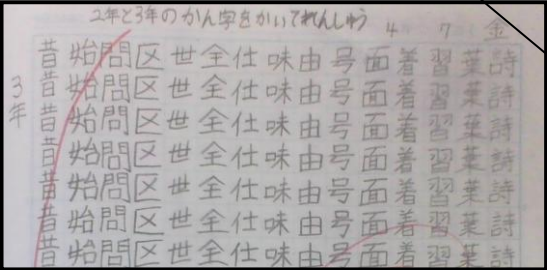 2年と3年のかん字をかいてれんしゅう 4 7 金
3年
詩詩詩詩詩詩詩
葉葉葉葉葉葉葉
習習習習習習習
着着着着着着着
面面面面面面面
号号号号号号号
由由由由由由由
味味味味味味味
仕仕仕仕仕仕仕
全全全全全全全
世世世世世世世
区区区区区区区
問問問問問問問
始始始始始始始
昔昔昔昔昔昔昔